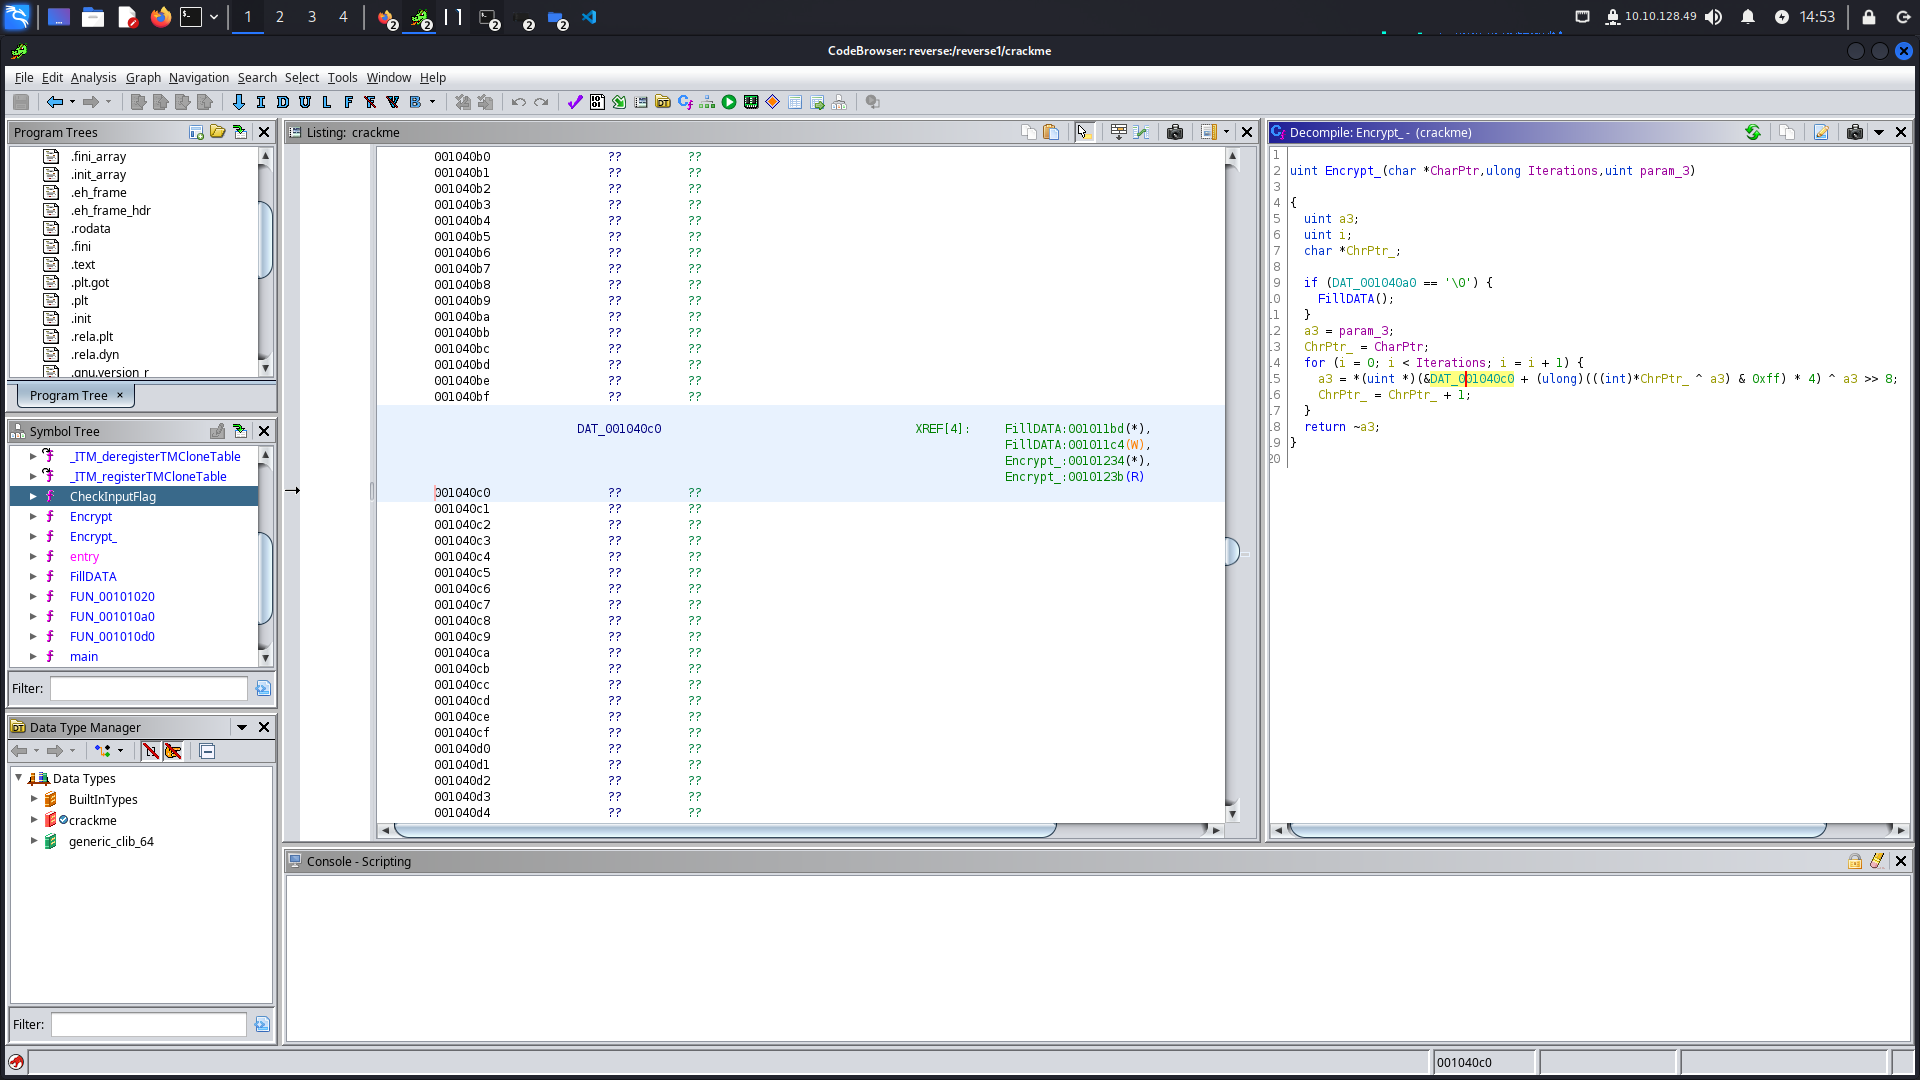 1 2 3 4
2
2
2
2
2
10.10.128.49
14:53
CodeBrowser: reverse:/reverse1/crackme
File Edit Analysis Graph Navigation Search Select Tools Window Help
I D U L F F V B
Program Trees
.fini_array
.init_array
.eh_frame
.eh_frame_hdr
.rodata
.fini
.text
.plt.got
.plt
.init
.rela.plt
.rela.dyn
.gnu.version_r
Program Tree ×
Symbol Tree
_ITM_deregisterTMCloneTable
_ITM_registerTMCloneTable
CheckInputFlag
Encrypt
Encrypt_
entry
FillDATA
FUN_00101020
FUN_001010a0
FUN_001010d0
main
Filter:
Data Type Manager
Data Types
BuiltInTypes
crackme
generic_clib_64
Filter:
Listing: crackme
001040b0 ?? ??
001040b1 ?? ??
001040b2 ?? ??
001040b3 ?? ??
001040b4 ?? ??
001040b5 ?? ??
001040b6 ?? ??
001040b7 ?? ??
001040b8 ?? ??
001040b9 ?? ??
001040ba ?? ??
001040bb ?? ??
001040bc ?? ??
001040bd ?? ??
001040be ?? ??
001040bf ?? ??
DAT_001040c0 XREF[4]: FillDATA:001011bd(*),
FillDATA:001011c4(W),
Encrypt_:00101234(*),
Encrypt_:0010123b(R)
001040c0 ?? ??
001040c1 ?? ??
001040c2 ?? ??
001040c3 ?? ??
001040c4 ?? ??
001040c5 ?? ??
001040c6 ?? ??
001040c7 ?? ??
001040c8 ?? ??
001040c9 ?? ??
001040ca ?? ??
001040cb ?? ??
001040cc ?? ??
001040cd ?? ??
001040ce ?? ??
001040cf ?? ??
001040d0 ?? ??
001040d1 ?? ??
001040d2 ?? ??
001040d3 ?? ??
001040d4 ?? ??
Decompile: Encrypt_ - (crackme)
1
2 uint Encrypt_(char *CharPtr,ulong Iterations,uint param_3)
3
4 {
5 uint a3;
6 uint i;
7 char *ChrPtr_;
8
9 if (DAT_001040a0 == '\0') {
10 FillDATA();
11 }
12 a3 = param_3;
13 ChrPtr_ = CharPtr;
14 for (i = 0; i < Iterations; i = i + 1) {
15 a3 = *(uint *)(&DAT_001040c0 + (ulong)(((int)*ChrPtr_ ^ a3) & 0xff) * 4) ^ a3 >> 8;
16 ChrPtr_ = ChrPtr_ + 1;
17 }
18 return ~a3;
19 }
20
Console - Scripting
001040c0